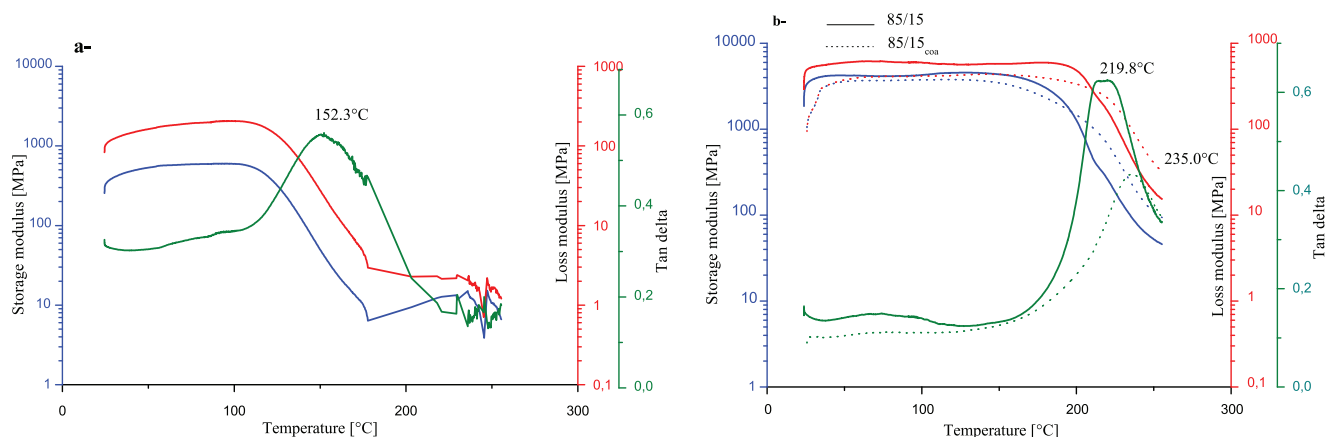 a-
152.3°C
10000
1000
100
10
1
Storage modulus [MPa]
1000
100
10
1
0,1
Loss modulus [MPa]
0,6
0,4
0,2
0,0
Tan delta
0
100
200
300
Temperature [°C]
b-
85/15
85/15coa
219.8°C
235.0°C
10000
1000
100
10
1
Storage modulus [MPa]
1000
100
10
1
0,1
Loss modulus [MPa]
0,6
0,4
0,2
0,0
Tan delta
0
100
200
300
Temperature [°C]